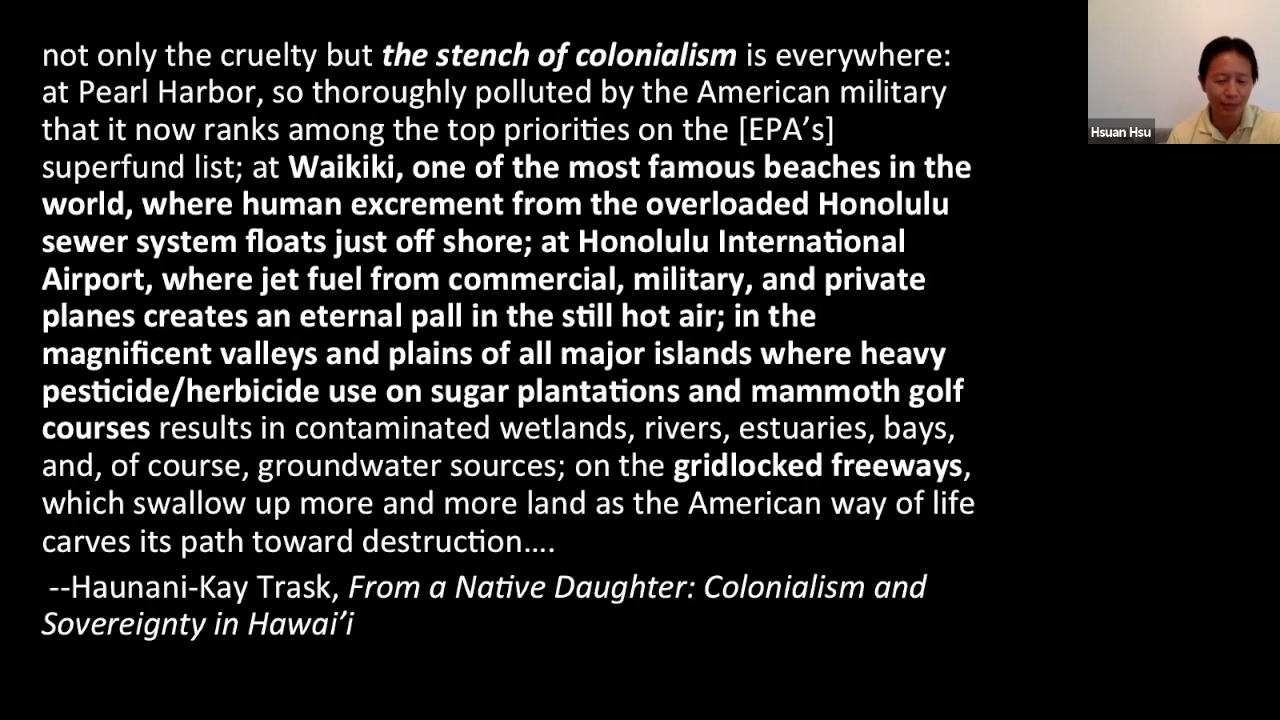 not only the cruelty but the stench of colonialism is everywhere:
at Pearl Harbor, so thoroughly polluted by the American military
that it now ranks among the top priorities on the [EPA’s]
superfund list; at Waikiki, one of the most famous beaches in the
world, where human excrement from the overloaded Honolulu
sewer system floats just off shore; at Honolulu International
Airport, where jet fuel from commercial, military, and private
planes creates an eternal pall in the still hot air; in the
magnificent valleys and plains of all major islands where heavy
pesticide/herbicide use on sugar plantations and mammoth golf
courses results in contaminated wetlands, rivers, estuaries, bays,
and, of course, groundwater sources; on the gridlocked freeways,
which swallow up more and more land as the American way of life
carves its path toward destruction….
--Haunani-Kay Trask, From a Native Daughter: Colonialism and
Sovereignty in Hawai’i
Hsuan Hsu